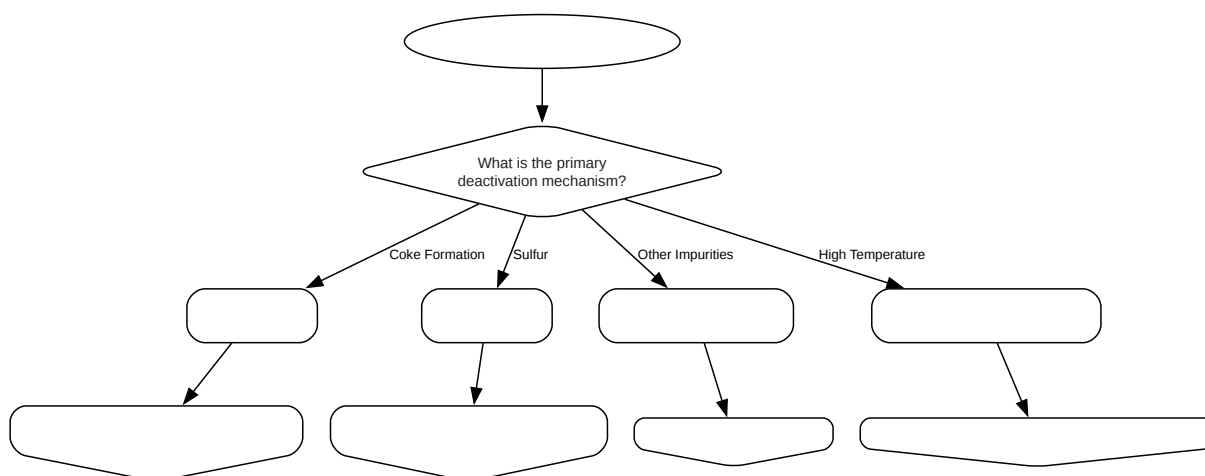 What is the primary
deactivation mechanism?
Coke Formation
Sulfur
Other Impurities
High Temperature